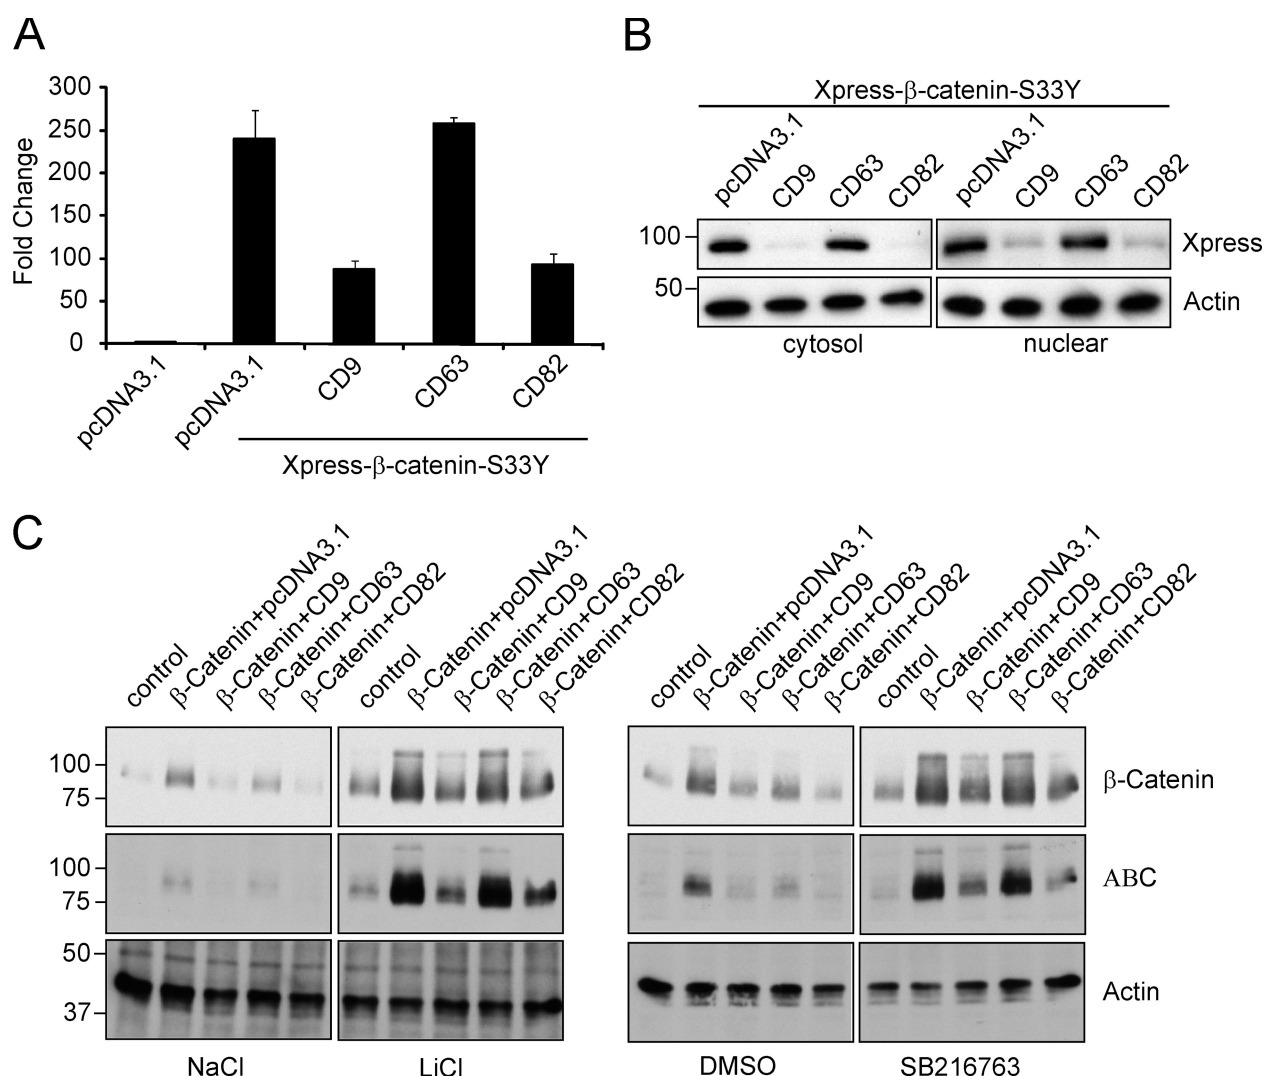 A
Fold Change
300
250
200
150
100
50
0
pcDNA3.1
pcDNA3.1
CD9
CD63
CD82
Xpress-β-catenin-S33Y
B
Xpress-β-catenin-S33Y
pcDNA3.1
CD9
CD63
CD82
pcDNA3.1
CD9
CD63
CD82
100
Xpress
50
Actin
cytosol
nuclear
C
control
β-Catenin+pcDNA3.1
β-Catenin+CD9
β-Catenin+CD63
β-Catenin+CD82
control
β-Catenin+pcDNA3.1
β-Catenin+CD9
β-Catenin+CD63
β-Catenin+CD82
control
β-Catenin+pcDNA3.1
β-Catenin+CD9
β-Catenin+CD63
β-Catenin+CD82
control
β-Catenin+pcDNA3.1
β-Catenin+CD9
β-Catenin+CD63
β-Catenin+CD82
100
75
β-Catenin
100
75
ABC
50
37
Actin
NaCl
LiCl
DMSO
SB216763